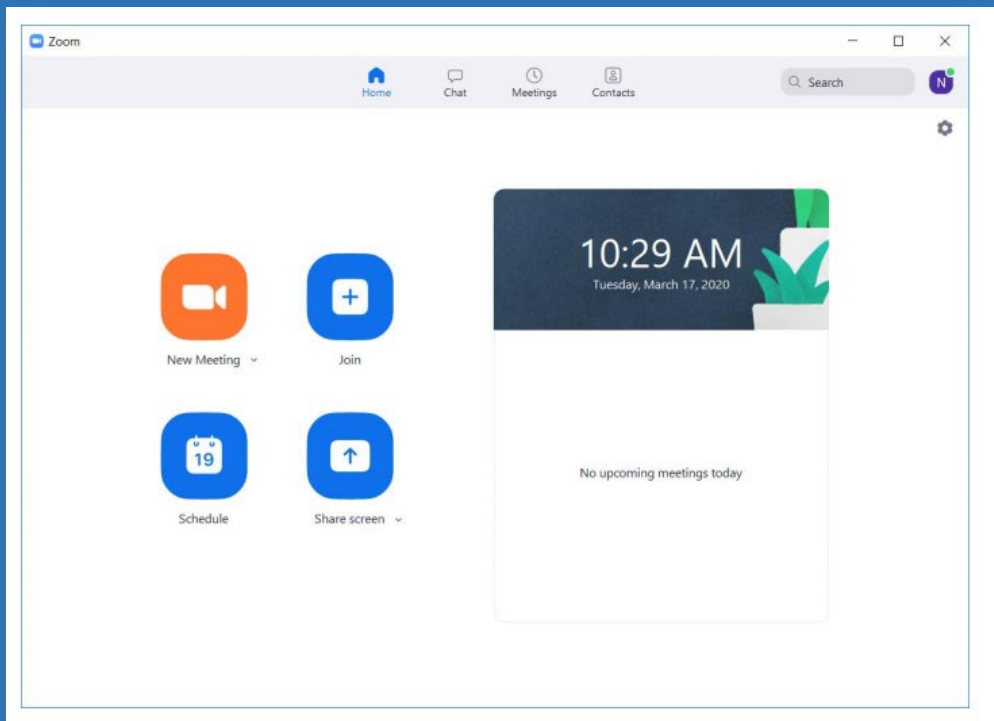 Zoom
Home Chat Meetings Contacts Search N
10:29 AM
Tuesday, March 17, 2020
New Meeting Join
19
Schedule Share screen
No upcoming meetings today